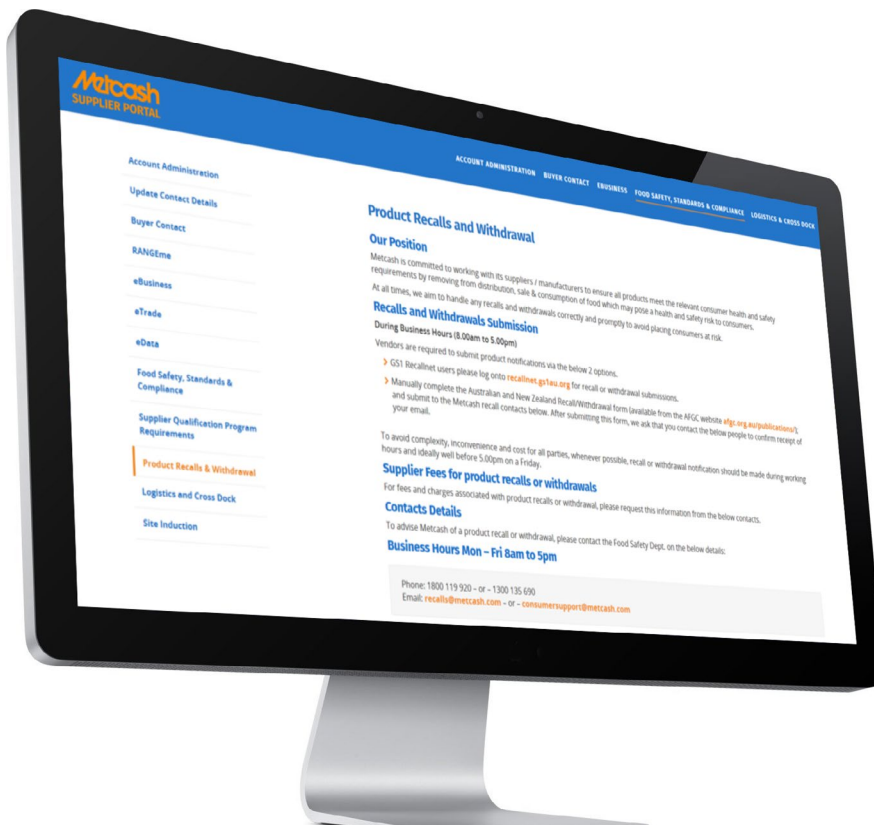 Metcash
SUPPLIER PORTAL
ACCOUNT ADMINISTRATION BUYER CONTACT EBUSINESS FOOD SAFETY, STANDARDS & COMPLIANCE LOGISTICS & CROSS DOCK
Account Administration
Update Contact Details
Buyer Contact
RANGEme
eBusiness
eTrade
eData
Food Safety, Standards &
Compliance
Supplier Qualification Program
Requirements
Product Recalls & Withdrawal
Logistics and Cross Dock
Site Induction
Product Recalls and Withdrawal
Our Position
Metcash is committed to working with its suppliers / manufacturers to ensure all products meet the relevant consumer health and safety
requirements by removing from distribution, sale & consumption of food which may pose a health and safety risk to consumers.
At all times, we aim to handle any recalls and withdrawals correctly and promptly to avoid placing consumers at risk.
Recalls and Withdrawals Submission
During Business Hours (8.00am to 5.00pm)
Vendors are required to submit product notifications via the below 2 options.
> GS1 Recallnet users please log onto recallnet.gs1au.org for recall or withdrawal submissions.
> Manually complete the Australian and New Zealand Recall/Withdrawal form (available from the AFGC website afgc.org.au/publications/),
and submit to the Metcash recall contacts below. After submitting this form, we ask that you contact the below people to confirm receipt of
your email.
To avoid complexity, inconvenience and cost for all parties, whenever possible, recall or withdrawal notification should be made during working
hours and ideally well before 5.00pm on a Friday.
Supplier Fees for product recalls or withdrawals
For fees and charges associated with product recalls or withdrawal, please request this information from the below contacts.
Contacts Details
To advise Metcash of a product recall or withdrawal, please contact the Food Safety Dept. on the below details:
Business Hours Mon – Fri 8am to 5pm
Phone: 1800 119 920 – or – 1300 135 690
Email: recalls@metcash.com – or – consumersupport@metcash.com